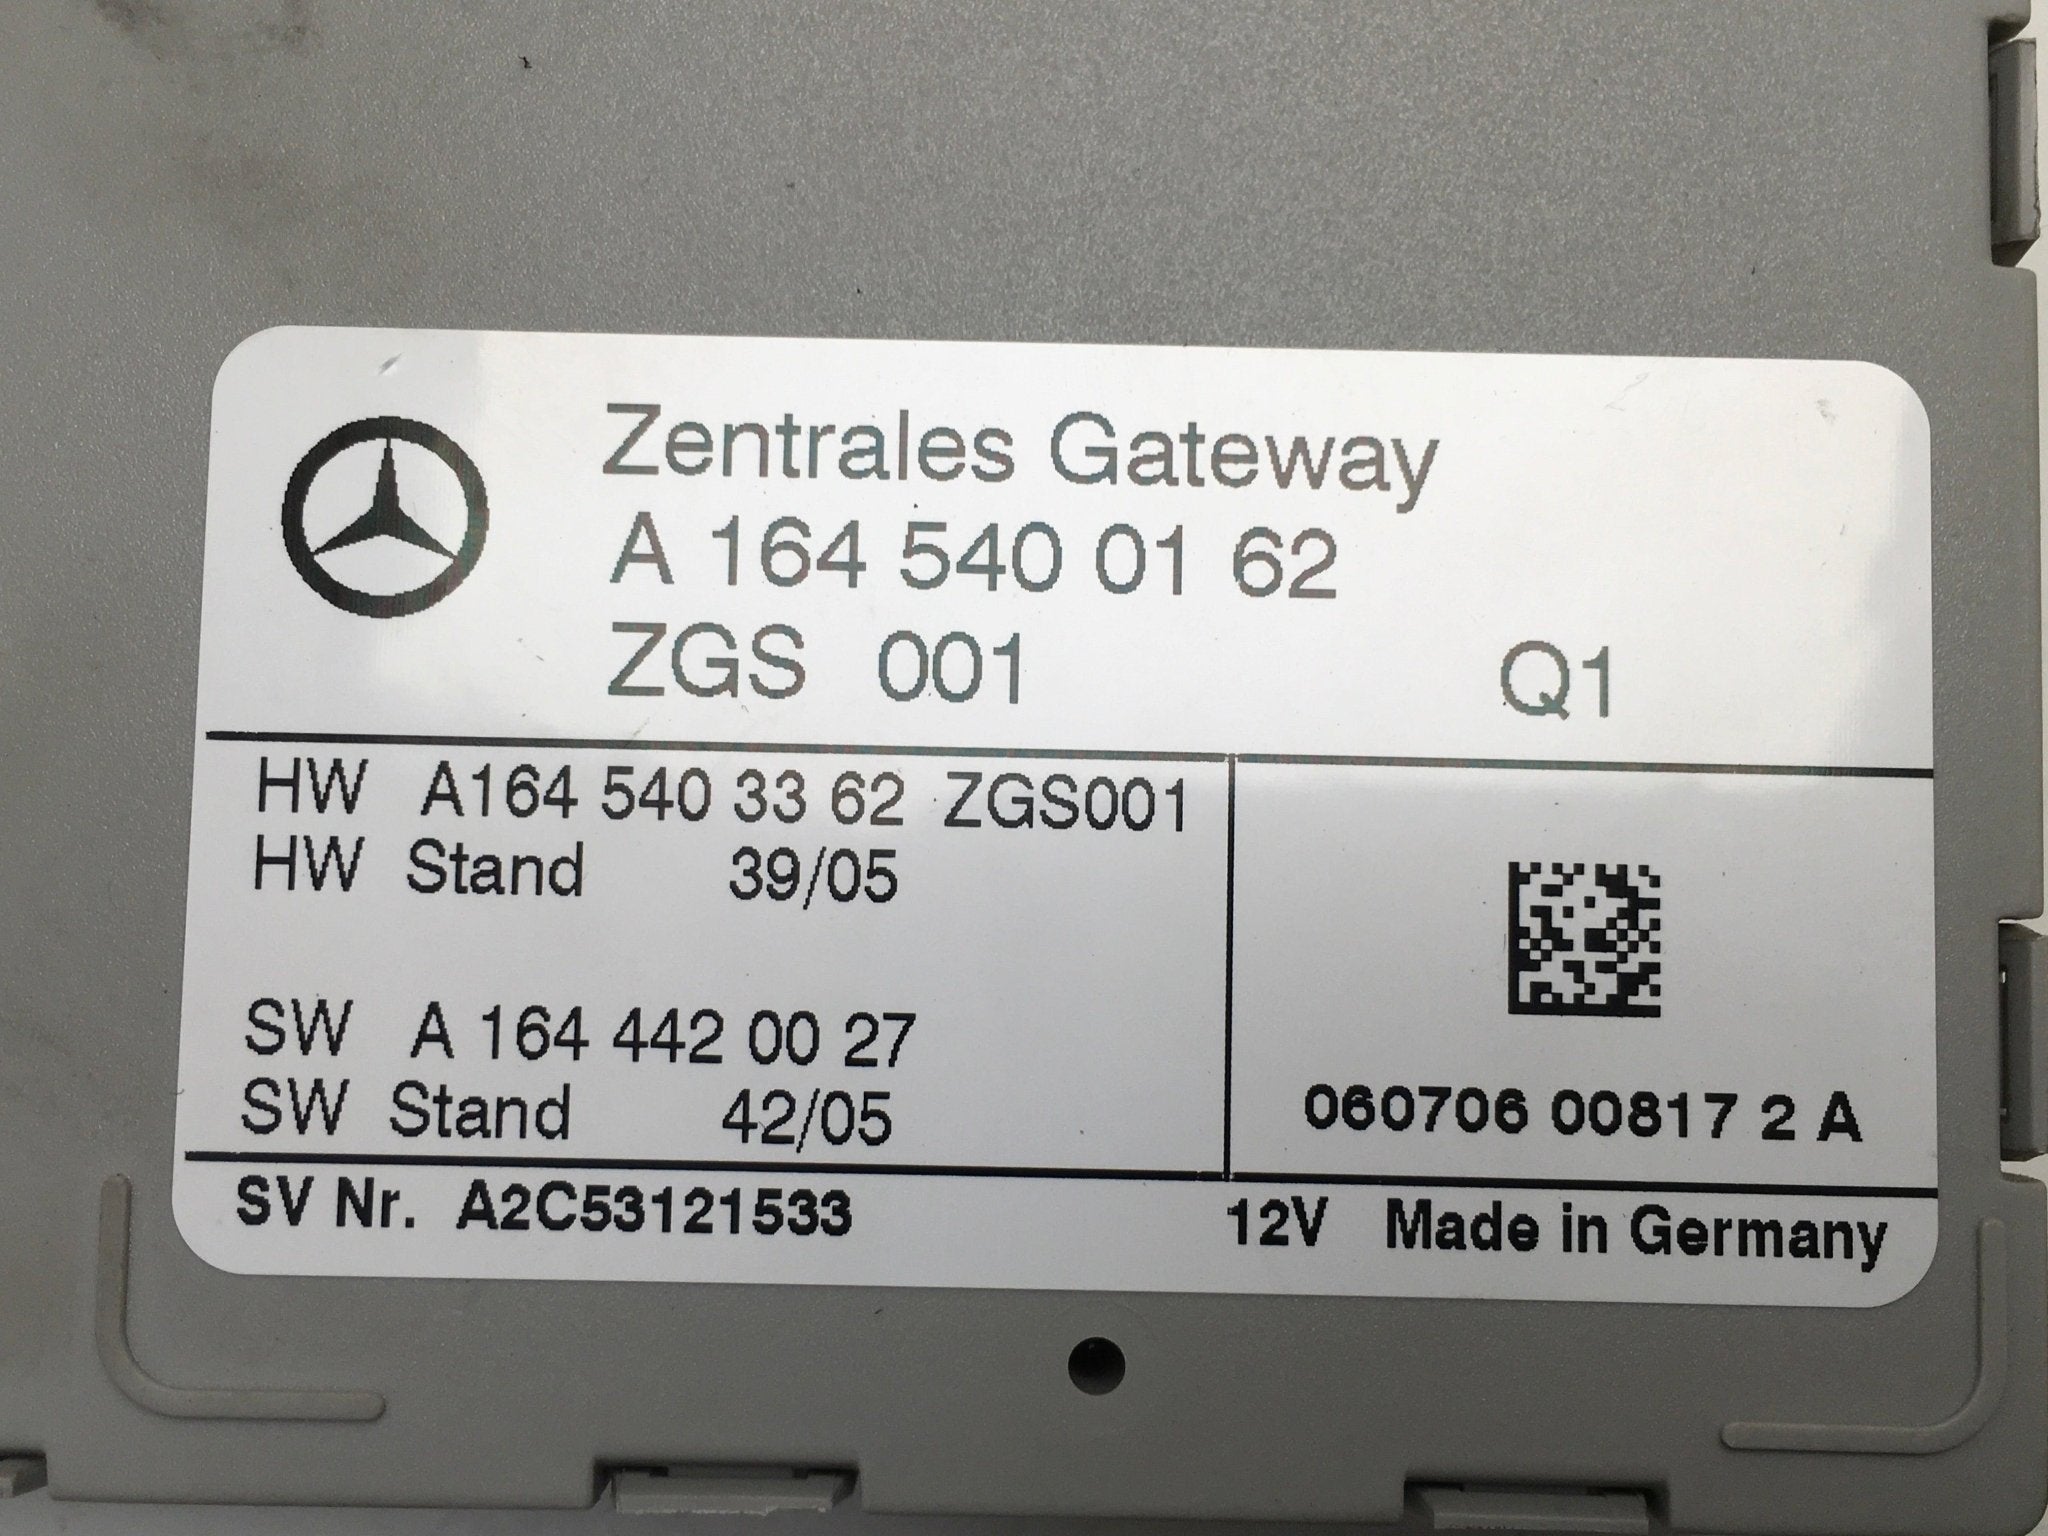 Zentrales Gateway
A 164 540 01 62
ZGS 001 Q1
HW A164 540 33 62 ZGS001
HW Stand 39/05
SW A 164 442 00 27
SW Stand 42/05
060706 00817 2 A
SV Nr. A2C53121533
12V Made in Germany